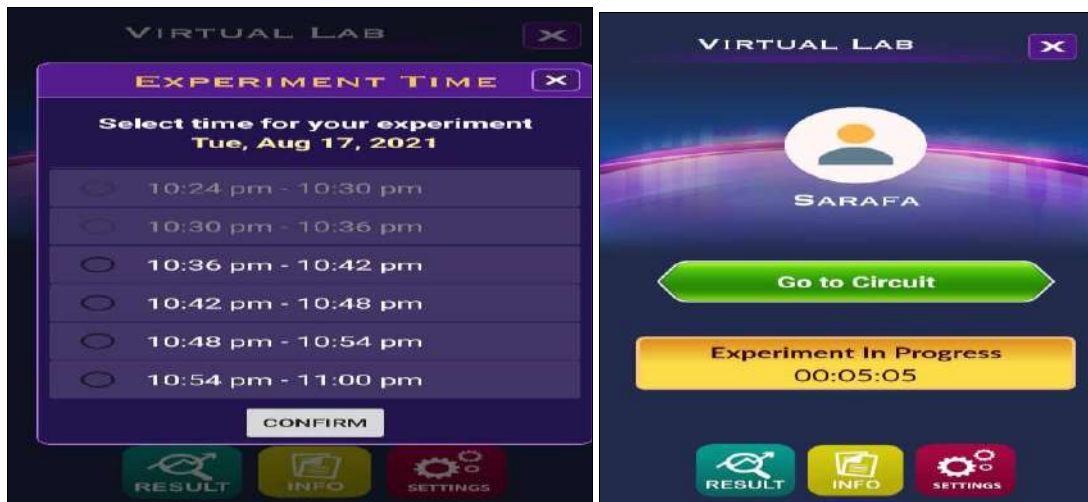 VIRTUAL LAB
EXPERIMENT TIME
Select time for your experiment
Tue, Aug 17, 2021
10:24 pm - 10:30 pm
10:30 pm - 10:36 pm
10:36 pm - 10:42 pm
10:42 pm - 10:48 pm
10:48 pm - 10:54 pm
10:54 pm - 11:00 pm
CONFIRM
RESULT INFO SETTINGS
VIRTUAL LAB
SARAFA
Go to Circuit
Experiment In Progress
00:05:05
RESULT INFO SETTINGS